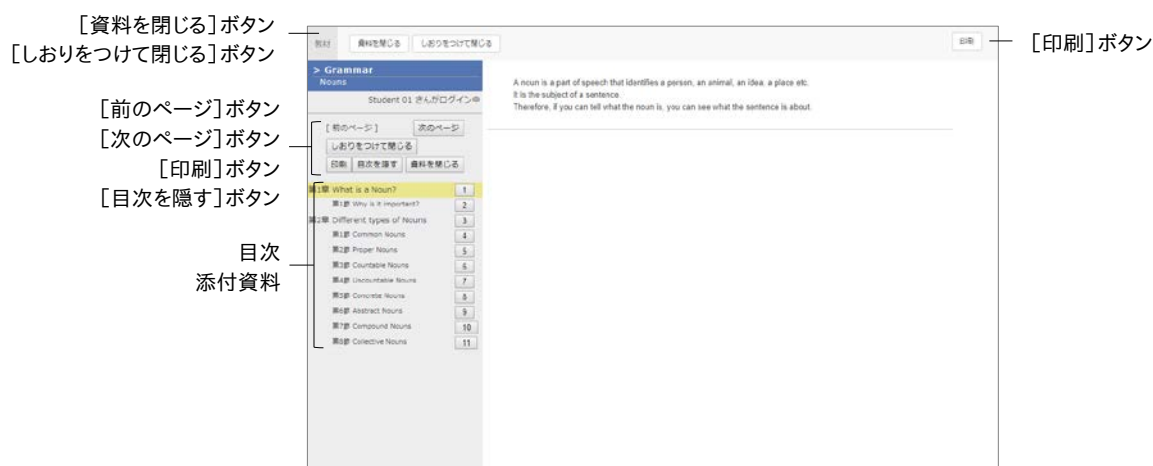 [資料を閉じる]ボタン
[しおりをつけて閉じる]ボタン
[前のページ]ボタン
[次のページ]ボタン
[印刷]ボタン
[目次を隠す]ボタン
目次
添付資料
教材 資料を閉じる しおりをつけて閉じる 印刷
[印刷]ボタン
> Grammar
Nouns
Student 01 さんがログイン中
[前のページ] 次のページ
しおりをつけて閉じる
印刷 目次を隠す 資料を閉じる
第1章 What is a Noun? 1
第1節 Why is it important? 2
第2章 Different types of Nouns 3
第1節 Common Nouns 4
第2節 Proper Nouns 5
第3節 Countable Nouns 6
第4節 Uncountable Nouns 7
第5節 Concrete Nouns 8
第6節 Abstract Nouns 9
第7節 Compound Nouns 10
第8節 Collective Nouns 11
A noun is a part of speech that identifies a person, an animal, an idea, a place etc.
It is the subject of a sentence.
Therefore, if you can tell what the noun is, you can see what the sentence is about.